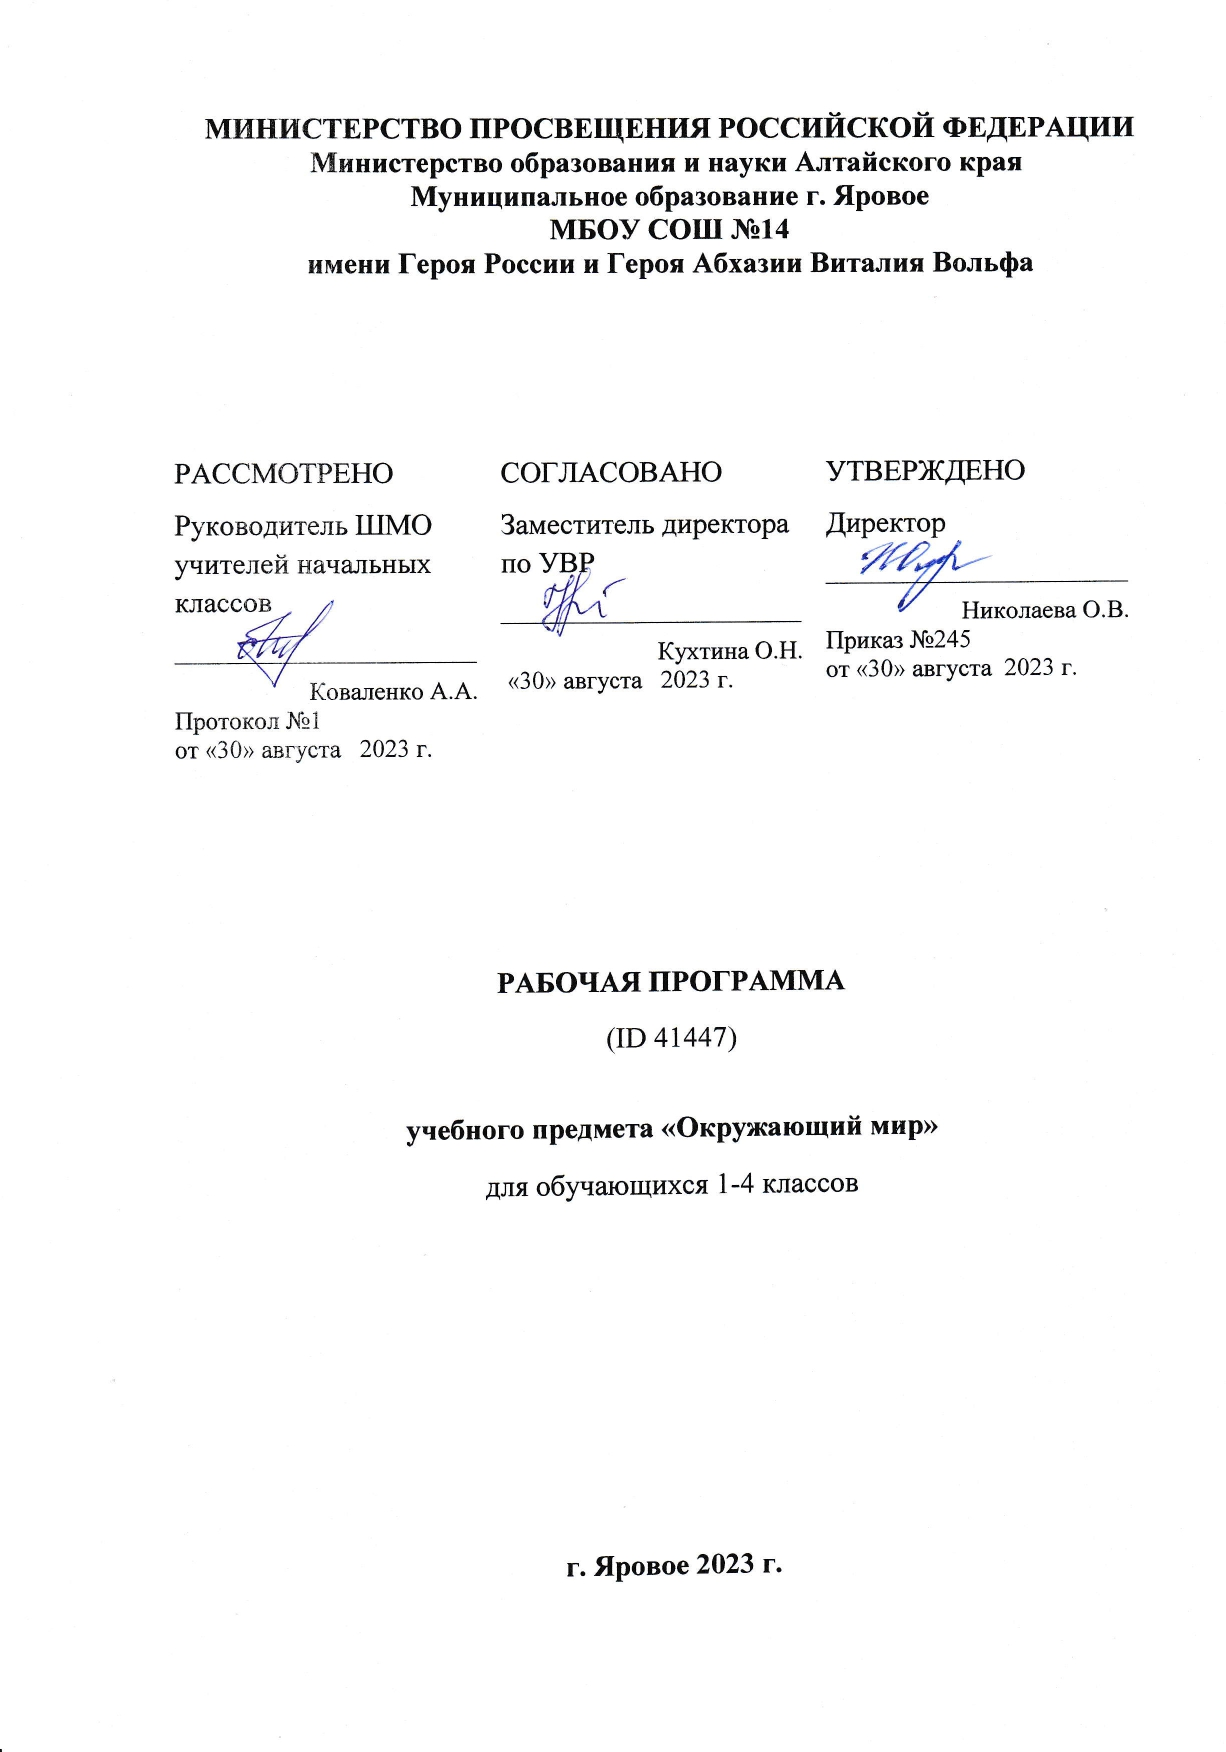 МИНИСТЕРСТВО ПРОСВЕЩЕНИЯ РОССИЙСКОЙ ФЕДЕРАЦИИ
Министерство образования и науки Алтайского края
Муниципальное образование г. Яровое
МБОУ СОШ №14
имени Героя России и Героя Абхазии Виталия Вольфа
РАССМОТРЕНО
Руководитель ШМО
учителей начальных
классов
Коваленко А.А.
Протокол №1
от «30» августа 2023 г.
СОГЛАСОВАНО
Заместитель директора
по УВР
Кухтина О.Н.
«30» августа 2023 г.
УТВЕРЖДЕНО
Директор
Николаева О.В.
Приказ №245
от «30» августа 2023 г.
РАБОЧАЯ ПРОГРАММА
(ID 41447)
учебного предмета «Окружающий мир»
для обучающихся 1-4 классов
г. Яровое 2023 г.